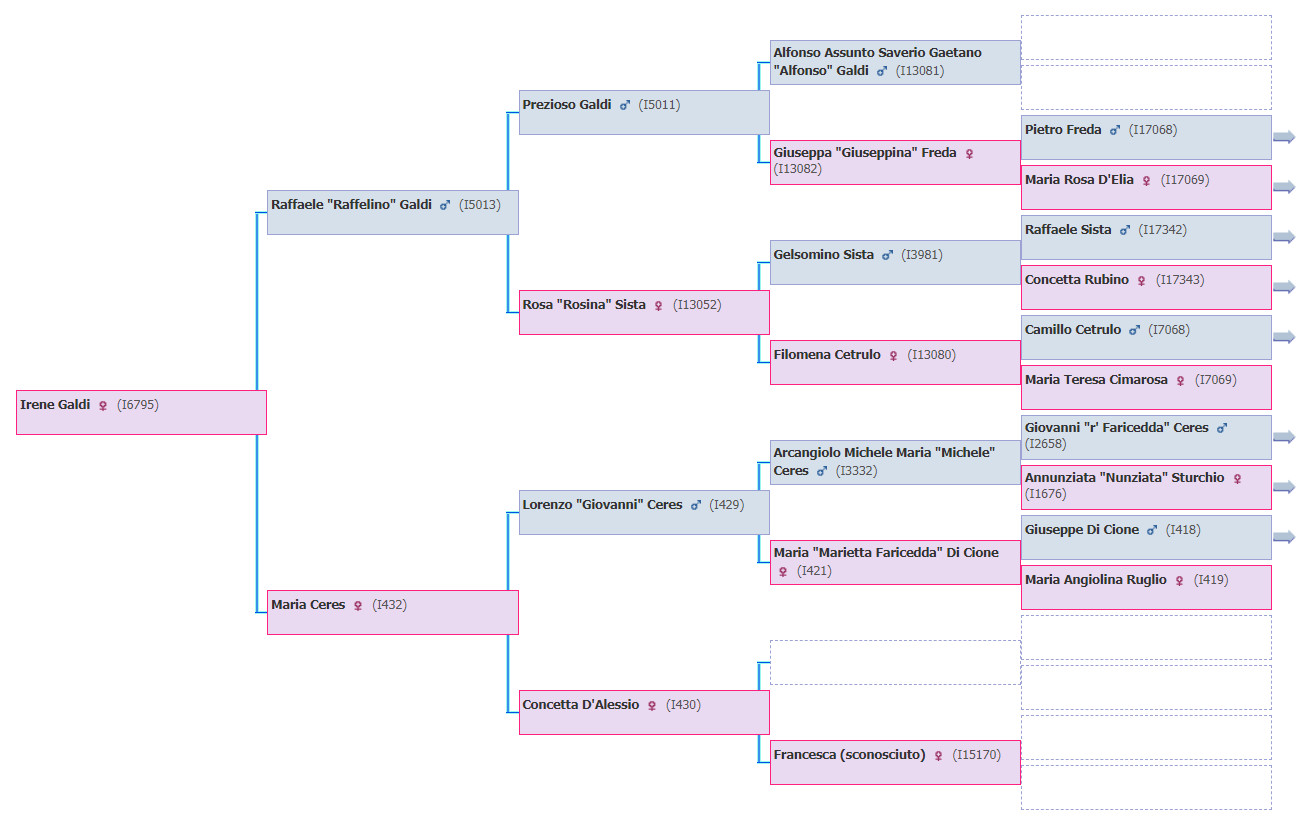 Alfonso Assunto Saverio Gaetano
"Alfonso" Galdi ♂ (I13081)
Prezioso Galdi ♂ (I5011)
Pietro Freda ♂ (I17068)
Giuseppa "Giuseppina" Freda ♀
(I13082)
Maria Rosa D'Elia ♀ (I17069)
Raffaele "Raffelino" Galdi ♂ (I5013)
Raffaele Sista ♂ (I17342)
Gelsomino Sista ♂ (I3981)
Concetta Rubino ♀ (I17343)
Rosa "Rosina" Sista ♀ (I13052)
Camillo Cetrulo ♂ (I7068)
Filomena Cetrulo ♀ (I13080)
Maria Teresa Cimarosa ♀ (I7069)
Irene Galdi ♀ (I6795)
Giovanni "r' Faricedda" Ceres ♂
(I2658)
Arcangiolo Michele Maria "Michele"
Ceres ♂ (I3332)
Annunziata "Nunziata" Sturchio ♀
(I1676)
Lorenzo "Giovanni" Ceres ♂ (I429)
Giuseppe Di Cione ♂ (I418)
Maria "Marietta Faricedda" Di Cione
♀ (I421)
Maria Angiolina Ruglio ♀ (I419)
Maria Ceres ♀ (I432)
Concetta D'Alessio ♀ (I430)
Francesca (sconosciuto) ♀ (I15170)